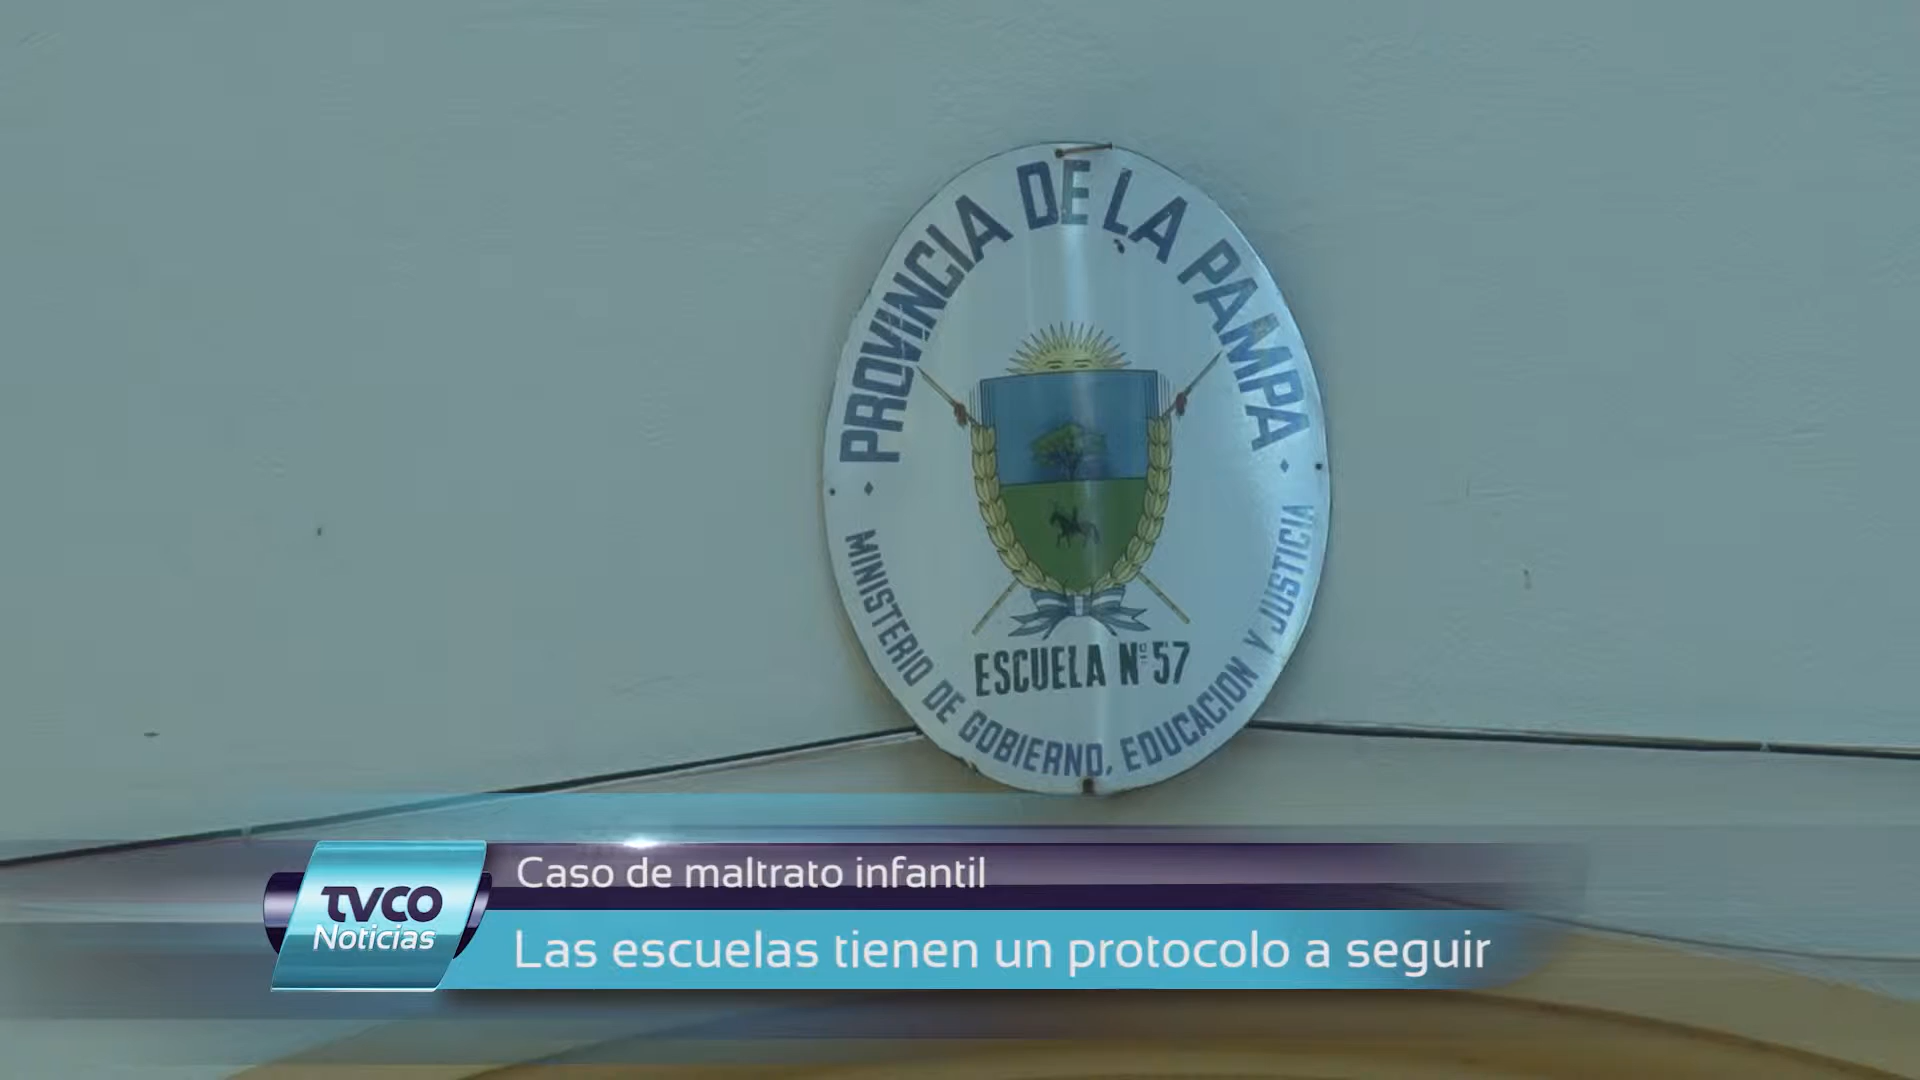 PROVINCIA DE LA PAMPA
ESCUELA Nº 57
MINISTERIO DE GOBIERNO, EDUCACION Y JUSTICIA
Caso de maltrato infantil
TVCO
Noticias
Las escuelas tienen un protocolo a seguir